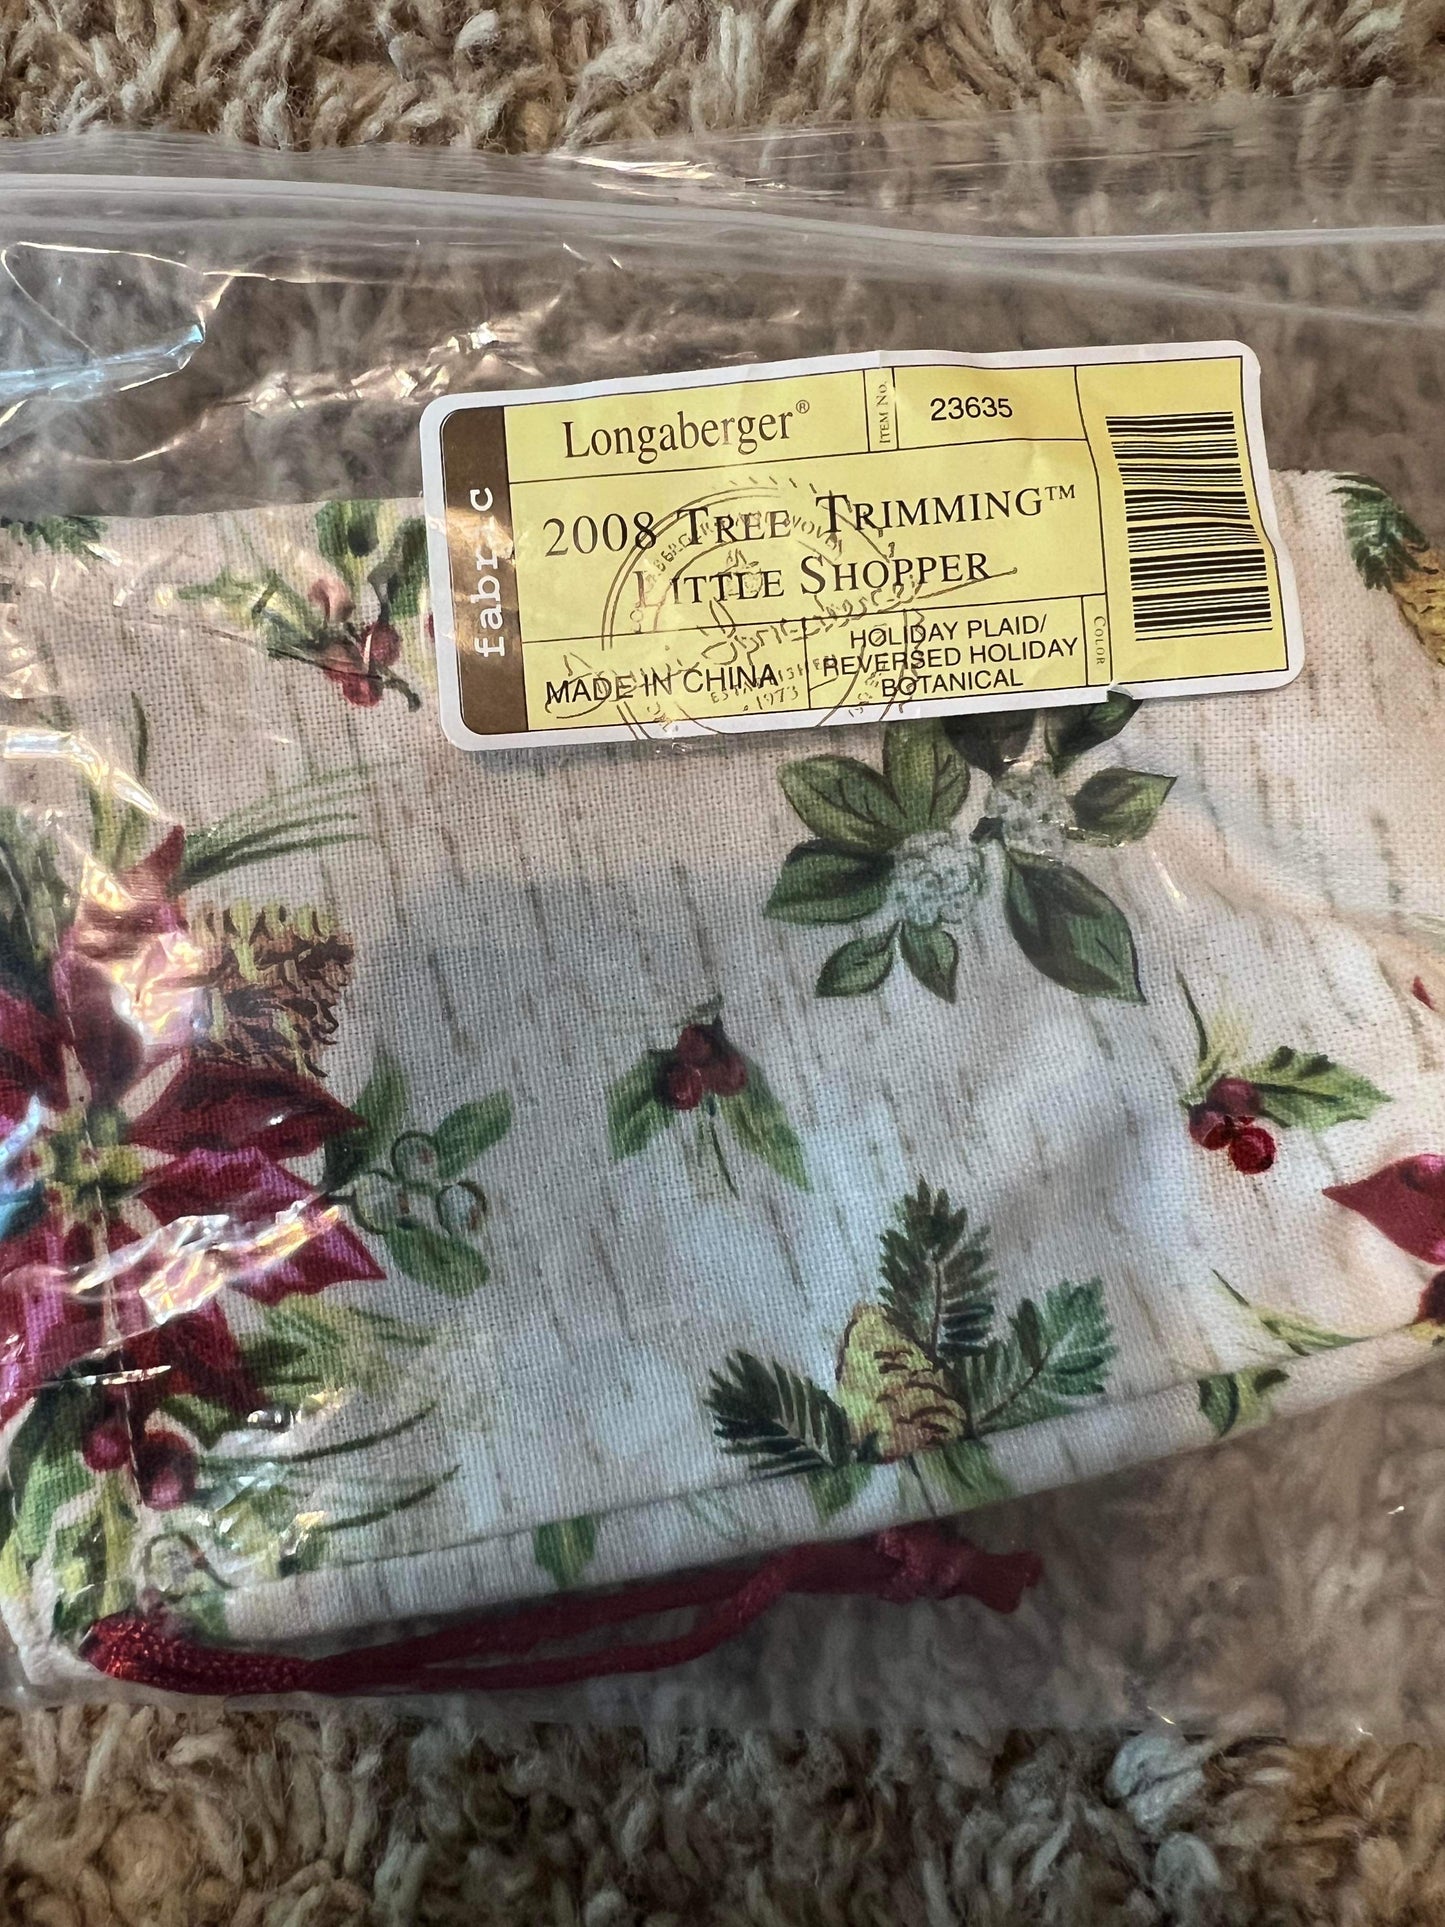 fabric
Longaberger®
ITEM NO.
23635
2008 TREE TRIMMING™
LITTLE SHOPPER
MADE IN CHINA
HOLIDAY PLAID/
REVERSED HOLIDAY
BOTANICAL
COLOR
1973